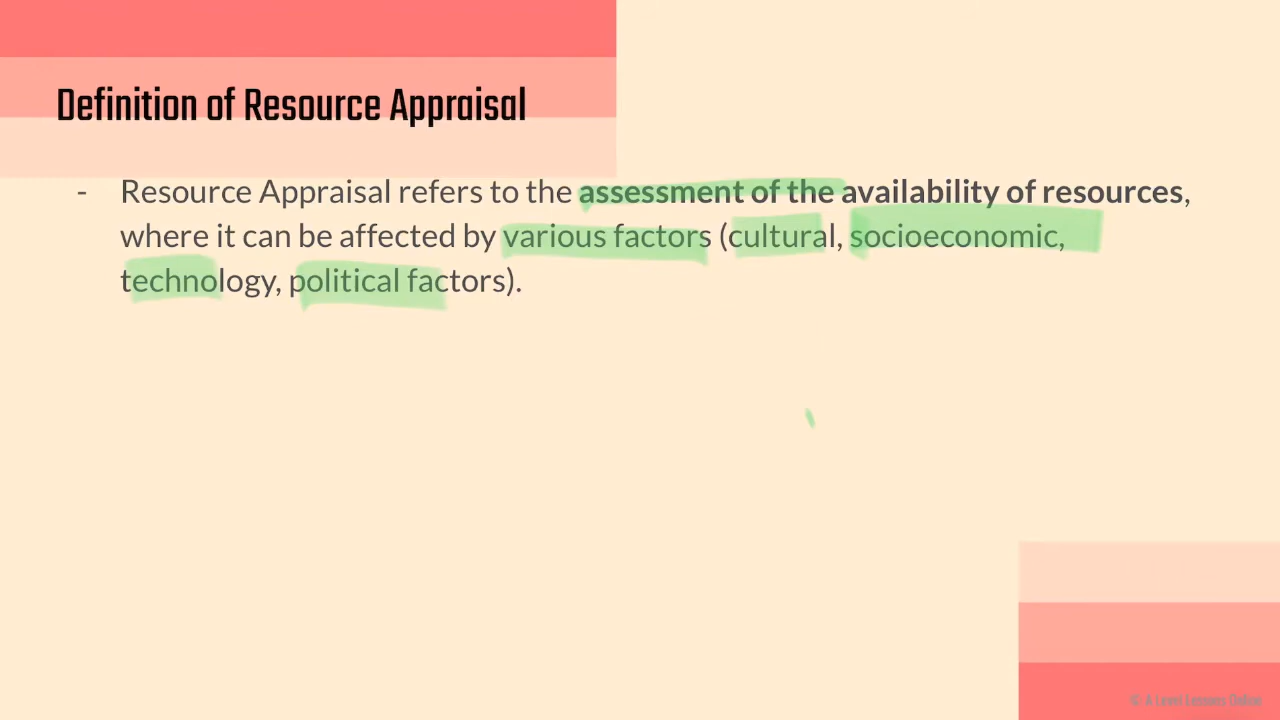 Definition of Resource Appraisal
- Resource Appraisal refers to the assessment of the availability of resources,
where it can be affected by various factors (cultural, socioeconomic,
technology, political factors).
© A Level Lessons Online